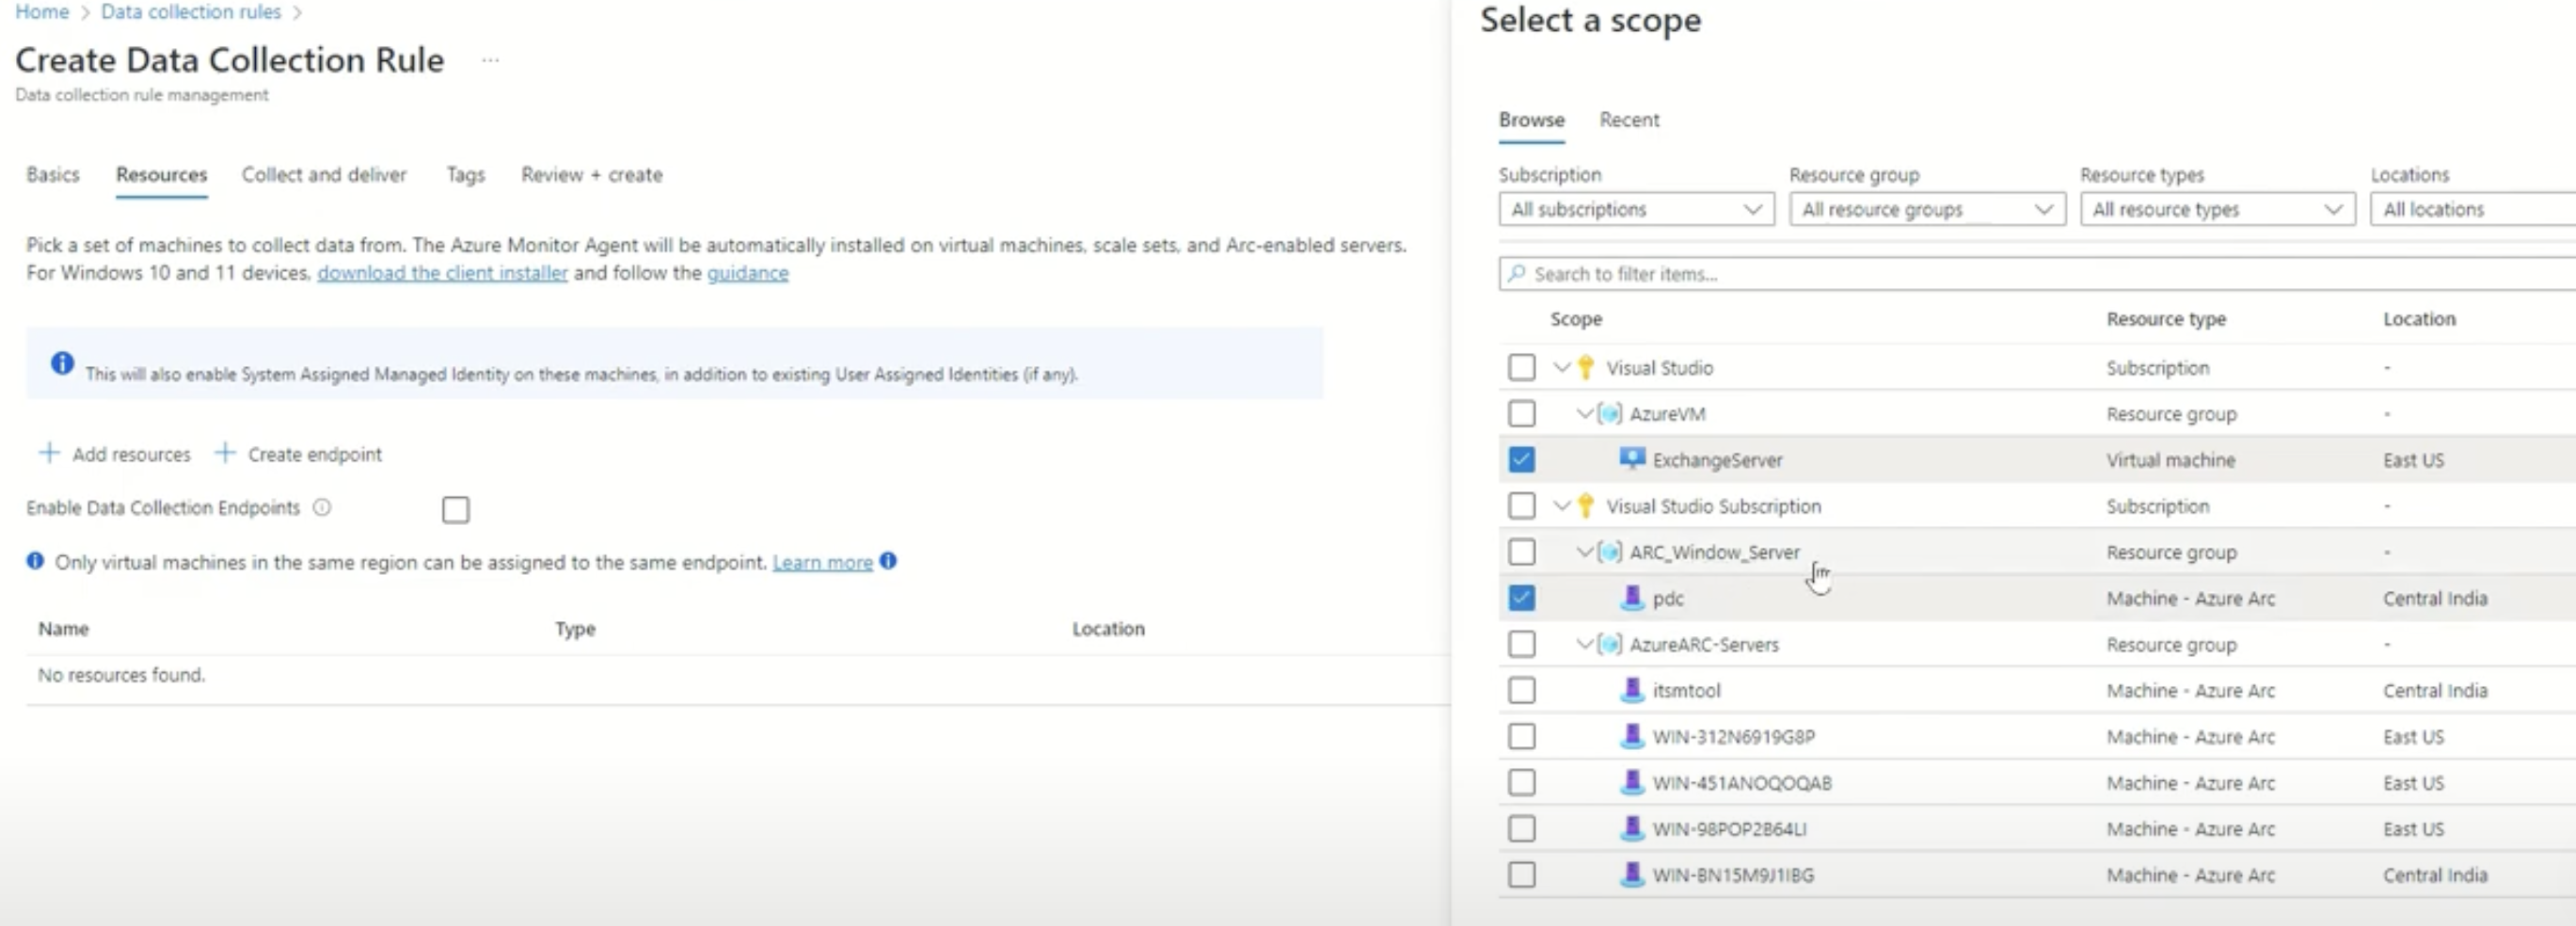 Home > Data collection rules >
Create Data Collection Rule ...
Data collection rule management
Basics Resources Collect and deliver Tags Review + create
Pick a set of machines to collect data from. The Azure Monitor Agent will be automatically installed on virtual machines, scale sets, and Arc-enabled servers.
For Windows 10 and 11 devices, download the client installer and follow the guidance
This will also enable System Assigned Managed Identity on these machines, in addition to existing User Assigned Identities (if any).
+ Add resources + Create endpoint
Enable Data Collection Endpoints
Only virtual machines in the same region can be assigned to the same endpoint. Learn more
Name Type Location
No resources found.
Select a scope
Browse Recent
Subscription Resource group Resource types Locations
All subscriptions All resource groups All resource types All locations
Search to filter items...
Scope Resource type Location
Visual Studio Subscription -
AzureVM Resource group -
ExchangeServer Virtual machine East US
Visual Studio Subscription Subscription -
ARC_Window_Server Resource group -
pdc Machine - Azure Arc Central India
AzureARC-Servers Resource group -
itsmtool Machine - Azure Arc Central India
WIN-312N6919G8P Machine - Azure Arc East US
WIN-451ANOQOQAB Machine - Azure Arc East US
WIN-98POP2B64LI Machine - Azure Arc East US
WIN-BN15M9J1IBG Machine - Azure Arc Central India